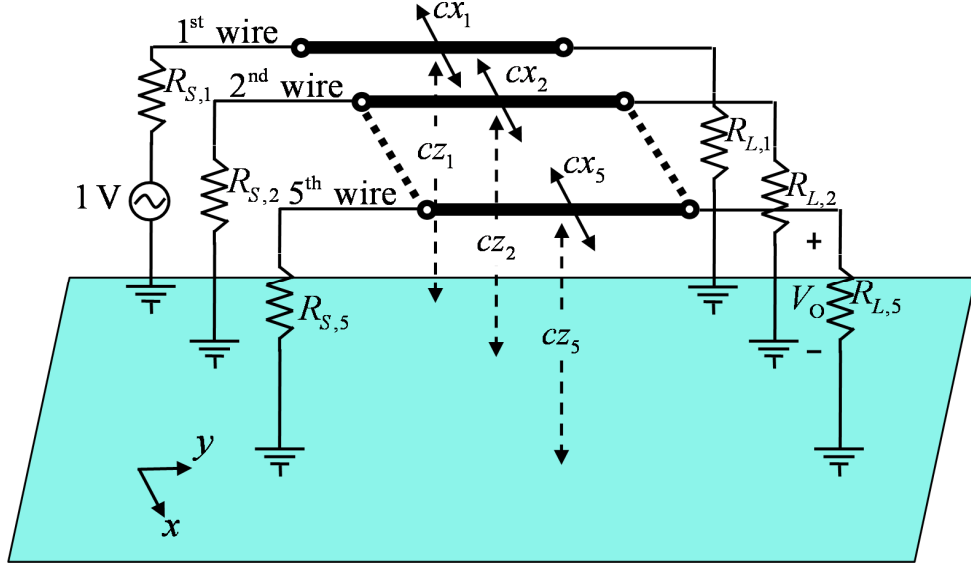 1st wire
cx1
RS,1
2nd wire
cx2
cz1
RL,1
1 V
RS,2
5th wire
cx5
RL,2
cz2
+
RS,5
VO
RL,5
cz5
−
y
x